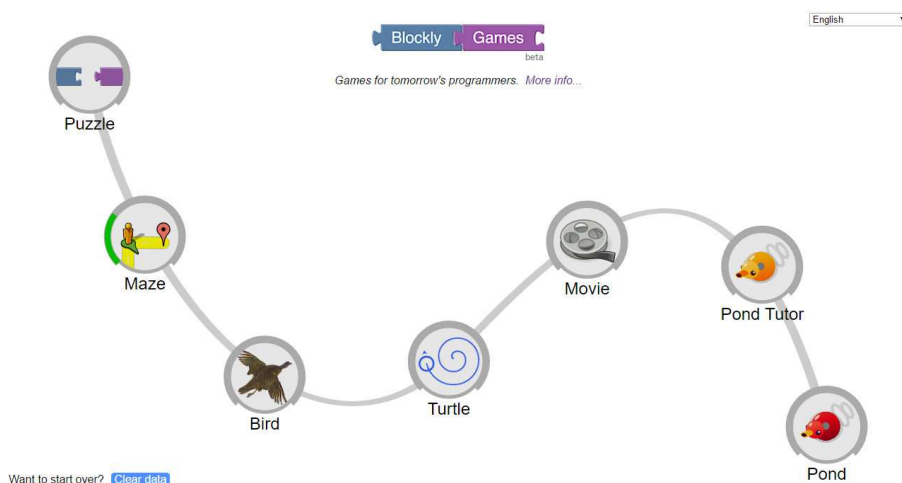 English
Blockly Games
beta
Games for tomorrow's programmers. More info...
Puzzle
Maze
Movie
Pond Tutor
Bird
Turtle
Pond
Want to start over? Clear data